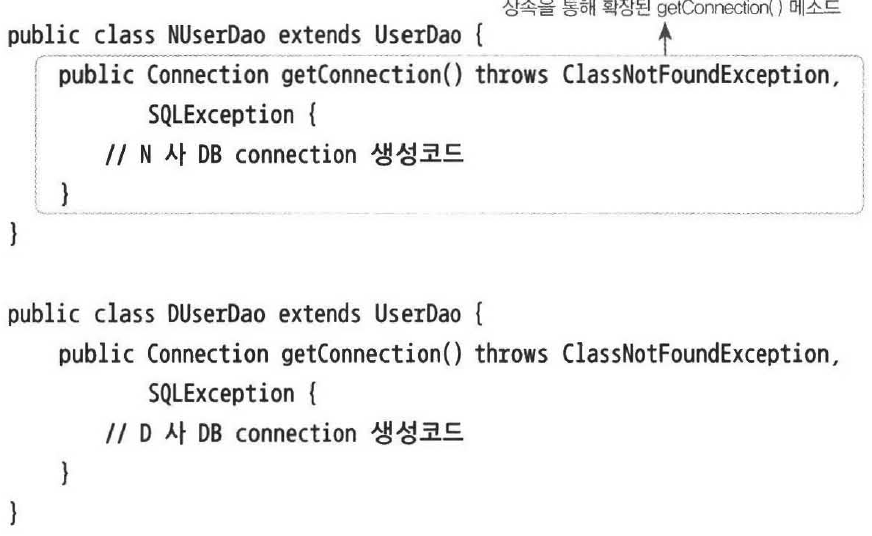 상속을 통해 확장된 getConnection() 메소드
public class NUserDao extends UserDao {
public Connection getConnection() throws ClassNotFoundException,
SQLException {
// N 사 DB connection 생성코드
}
}
public class DUserDao extends UserDao {
public Connection getConnection() throws ClassNotFoundException,
SQLException {
// D 사 DB connection 생성코드
}
}